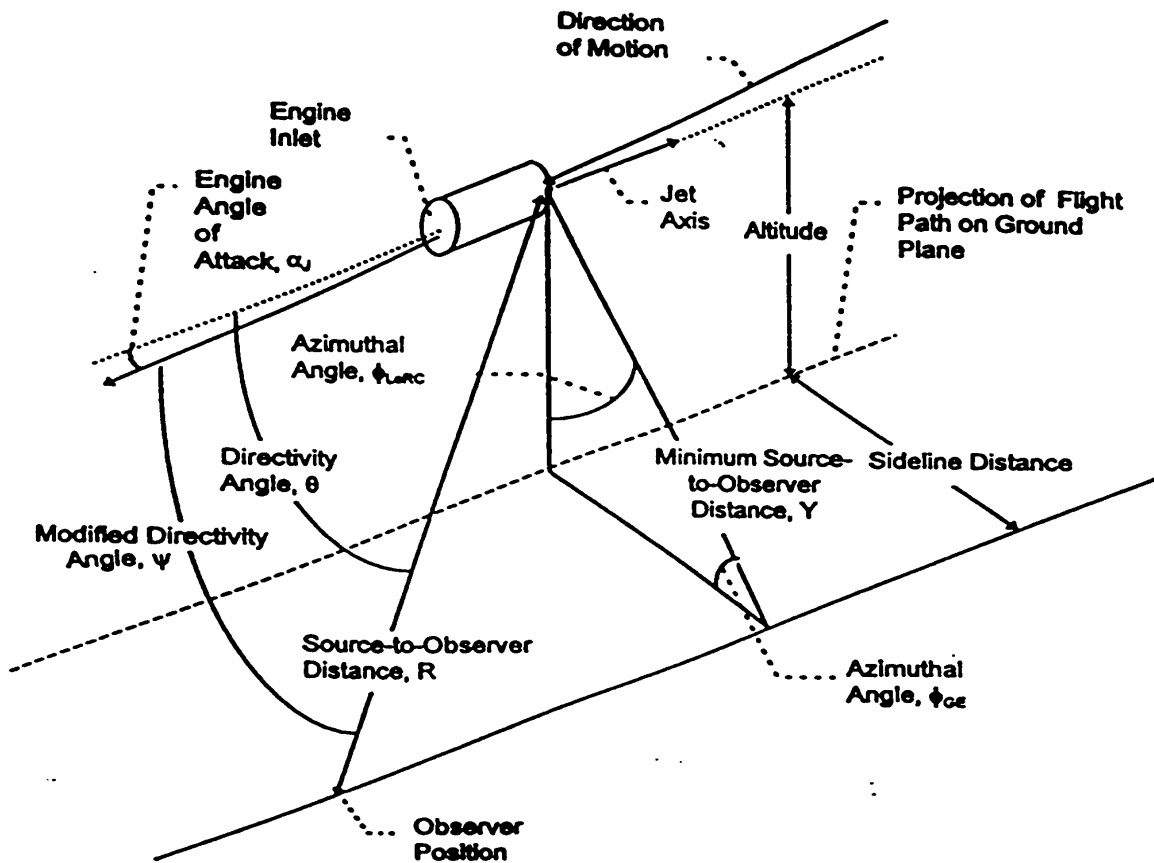 Direction
of Motion
Engine
Inlet
Engine
Angle
of
Attack, αJ
Jet
Axis
Altitude
Projection of Flight
Path on Ground
Plane
Azimuthal
Angle, ϕLeRC
Directivity
Angle, θ
Minimum Source-
to-Observer
Distance, Y
Sideline Distance
Modified Directivity
Angle, Ψ
Source-to-Observer
Distance, R
Azimuthal
Angle, ϕGE
Observer
Position